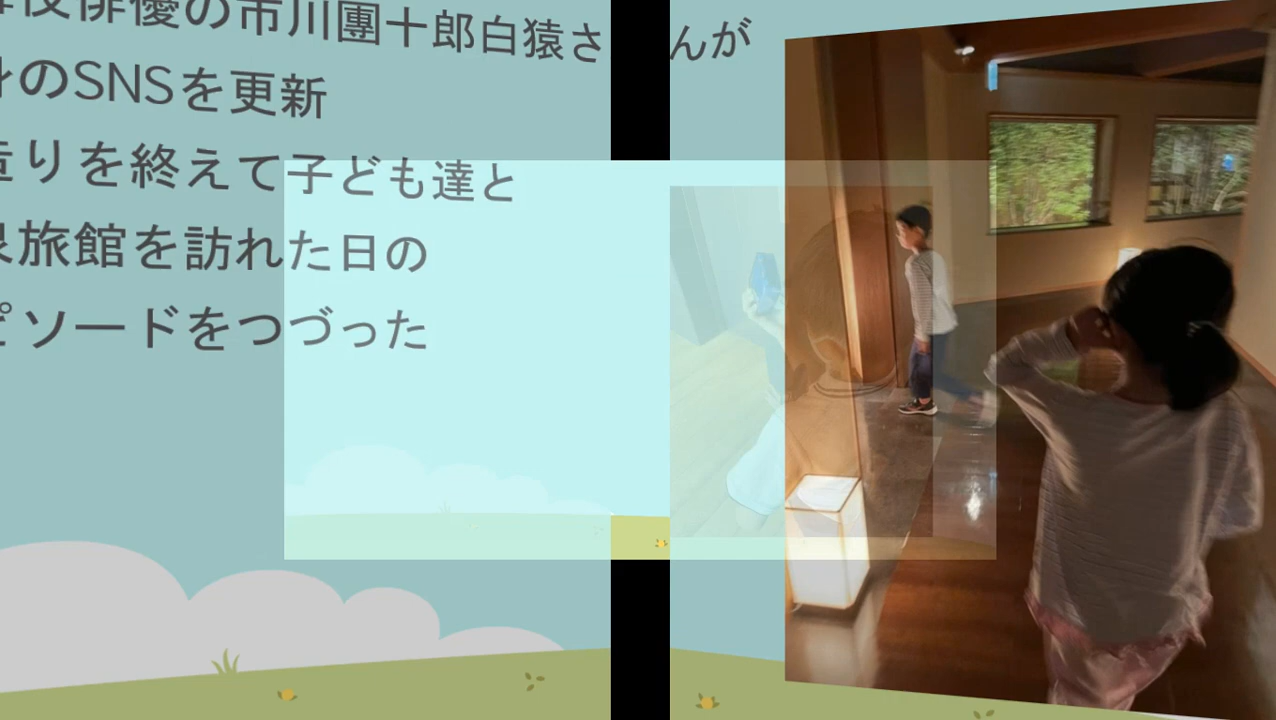 俳優の市川團十郎白猿さんが
のSNSを更新
りを終えて子ども達と
旅館を訪れた日の
ソードをつづった